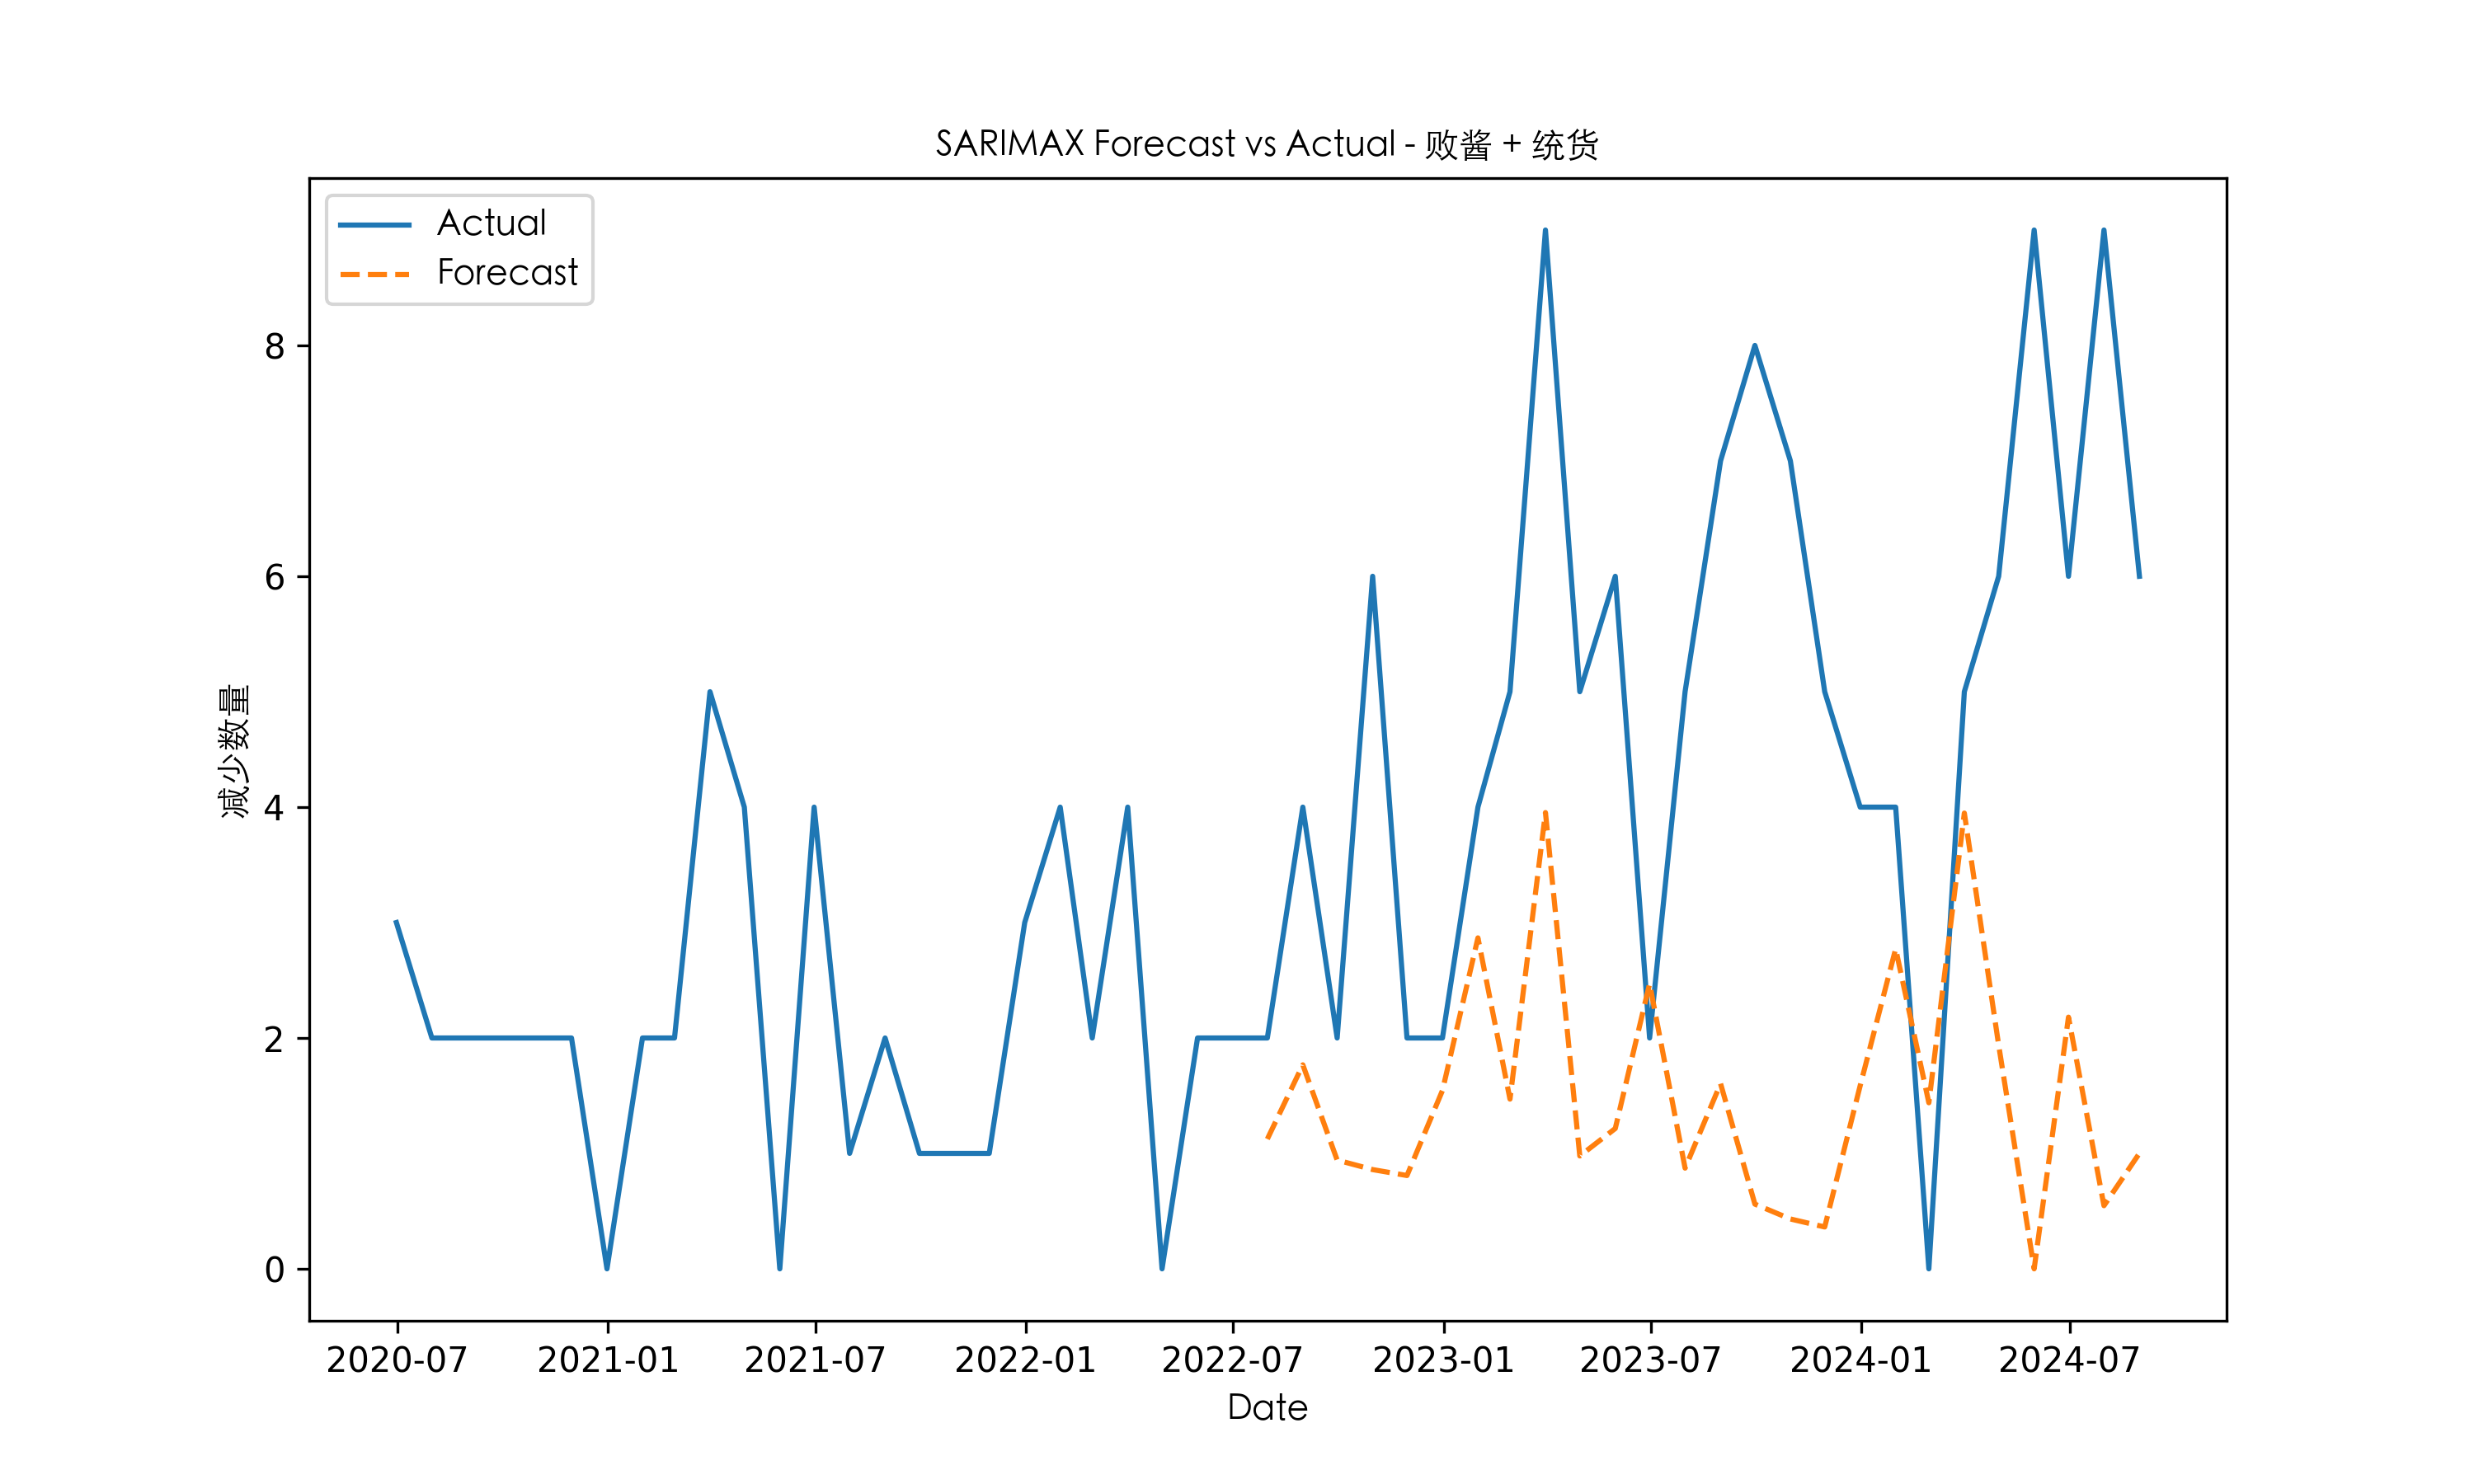 SARIMAX Forecast vs Actual - 败酱 + 统货
Actual
Forecast
减少数量
8
6
4
2
0
2020-07 2021-01 2021-07 2022-01 2022-07 2023-01 2023-07 2024-01 2024-07
Date